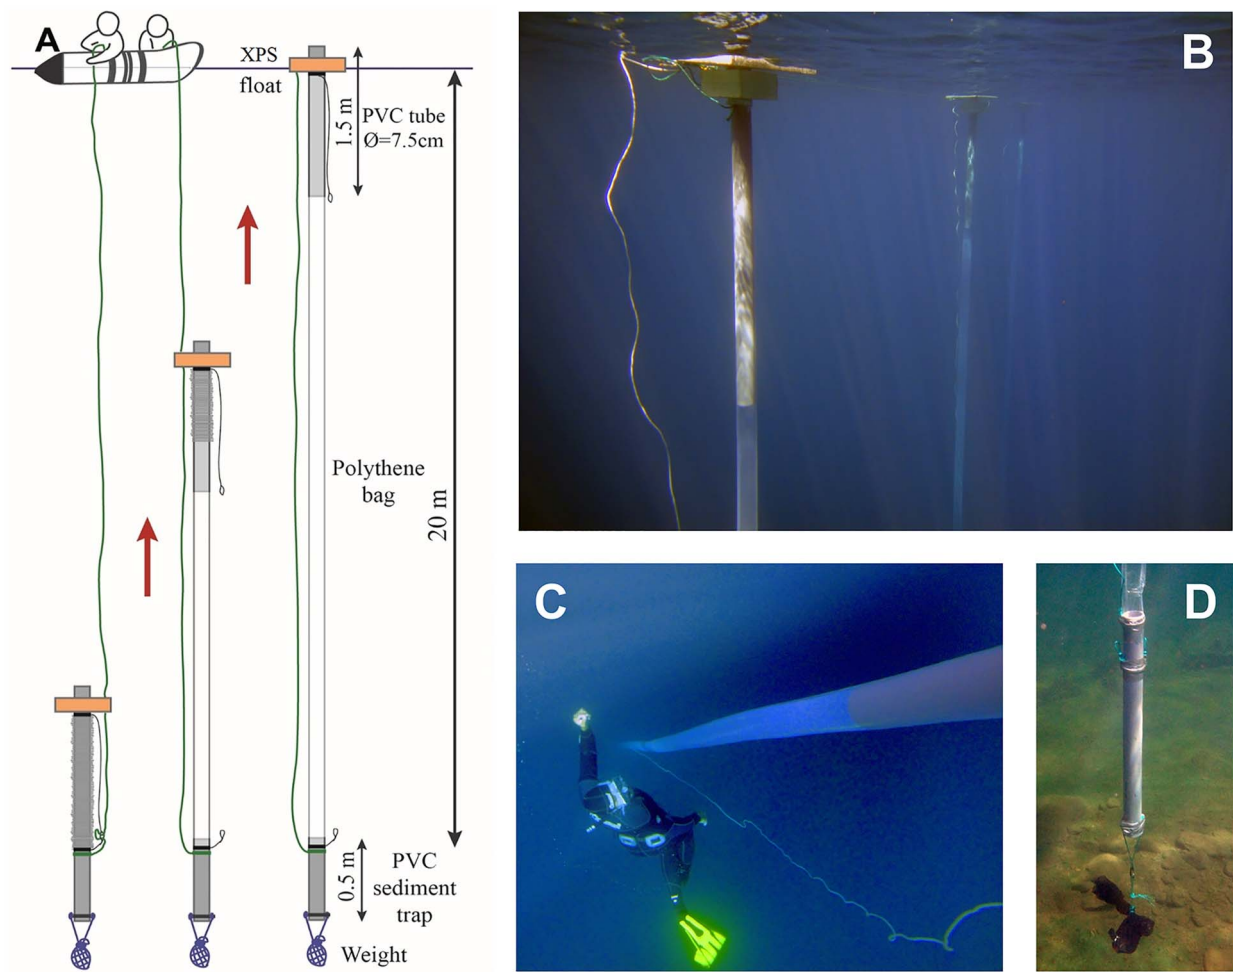 A
XPS
float
1.5 m
PVC tube
Ø=7.5cm
Polythene
bag
20 m
0.5 m
PVC
sediment
trap
Weight
B
C
D